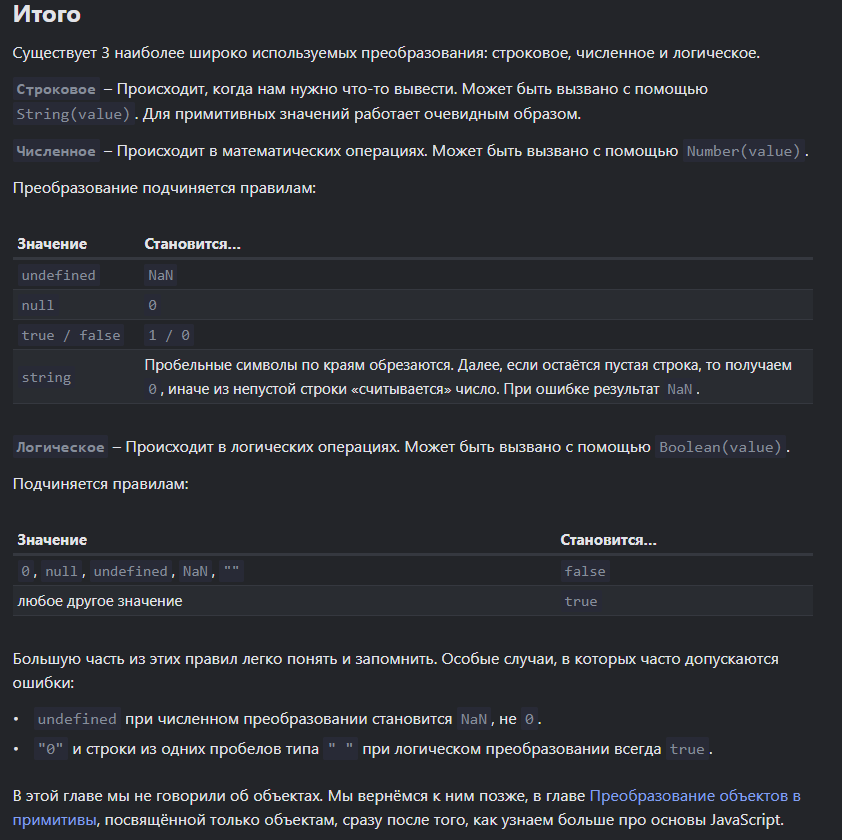 Итого
Существует 3 наиболее широко используемых преобразования: строковое, численное и логическое.
Строковое – Происходит, когда нам нужно что-то вывести. Может быть вызвано с помощью
String(value). Для примитивных значений работает очевидным образом.
Численное – Происходит в математических операциях. Может быть вызвано с помощью Number(value).
Преобразование подчиняется правилам:
Значение Становится...
undefined NaN
null 0
true / false 1 / 0
string Пробельные символы по краям обрезаются. Далее, если остаётся пустая строка, то получаем
0, иначе из непустой строки «считывается» число. При ошибке результат NaN.
Логическое – Происходит в логических операциях. Может быть вызвано с помощью Boolean(value).
Подчиняется правилам:
Значение Становится...
0, null, undefined, NaN, "" false
любое другое значение true
Большую часть из этих правил легко понять и запомнить. Особые случаи, в которых часто допускаются
ошибки:
• undefined при численном преобразовании становится NaN, не 0.
• "0" и строки из одних пробелов типа " " при логическом преобразовании всегда true.
В этой главе мы не говорили об объектах. Мы вернёмся к ним позже, в главе Преобразование объектов в
примитивы, посвящённой только объектам, сразу после того, как узнаем больше про основы JavaScript.